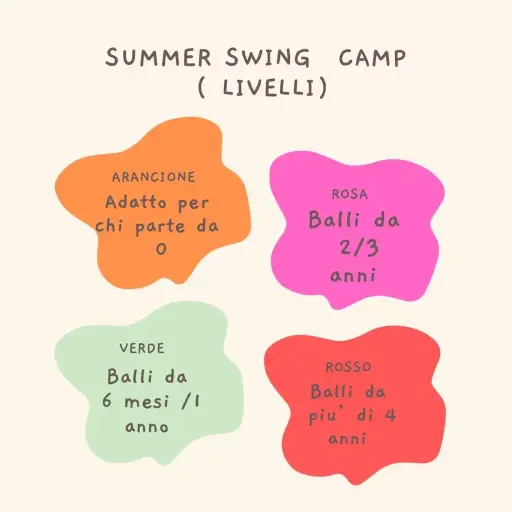 SUMMER SWING CAMP
( LIVELLI)
ARANCIONE
Adatto per
chi parte da
0
ROSA
Balli da
2/3
anni
VERDE
Balli da
6 mesi /1
anno
ROSSO
Balli da
piu' di 4
anni